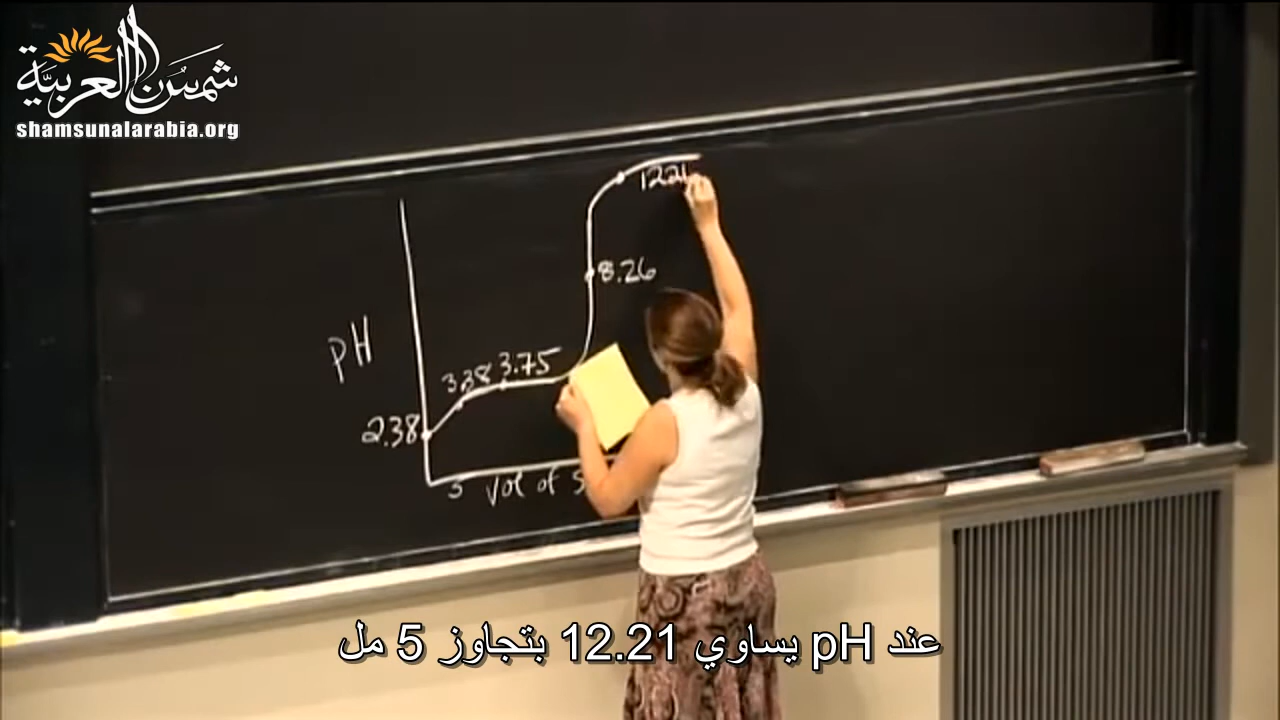 شمس العربية
shamsunalarabia.org
12.21
8.26
pH
3.38 3.75
2.38
5 Vol of S
عند pH يساوي 12.21 بتجاوز 5 مل